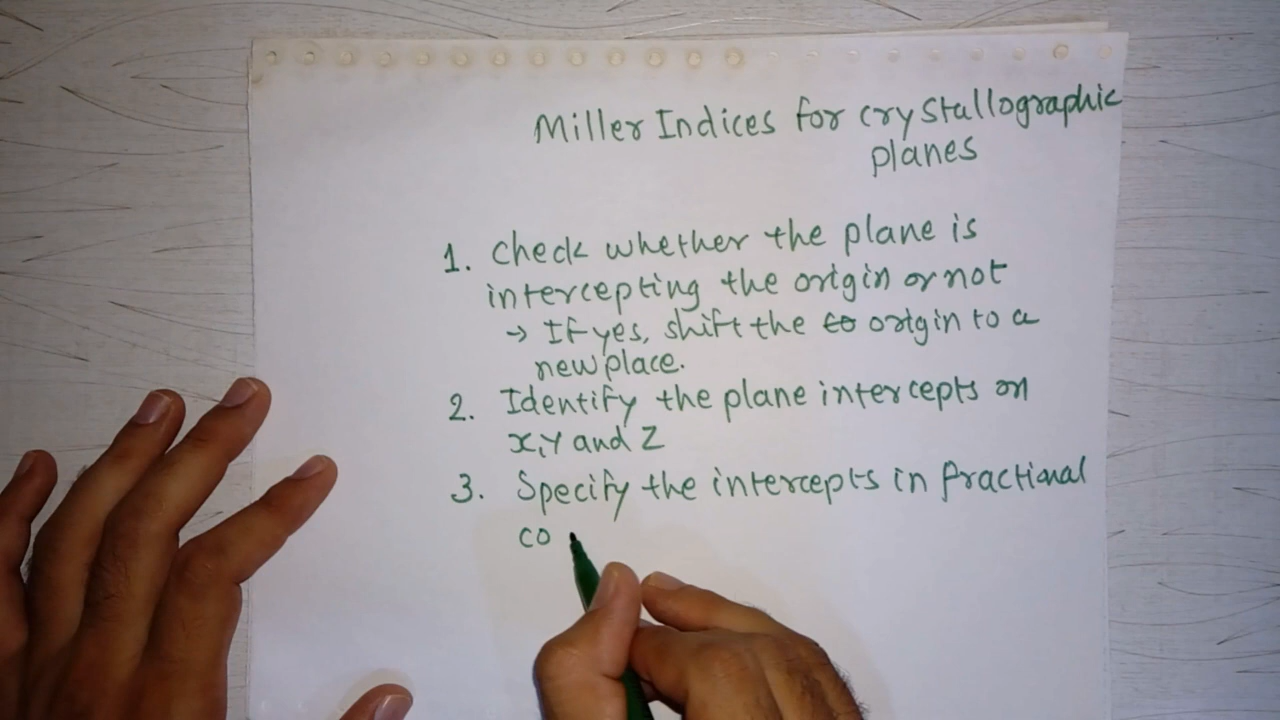 Miller Indices for crystallographic
planes
1. Check whether the plane is
intercepting the origin or not
→ If yes, shift the to origin to a
new place.
2. Identify the plane intercepts on
x, y and z
3. Specify the intercepts in fractional
co